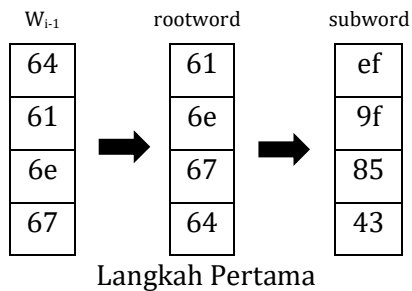 W_{i-1} rootword subword
64 61 ef
61 6e 9f
6e 67 85
67 64 43
Langkah Pertama